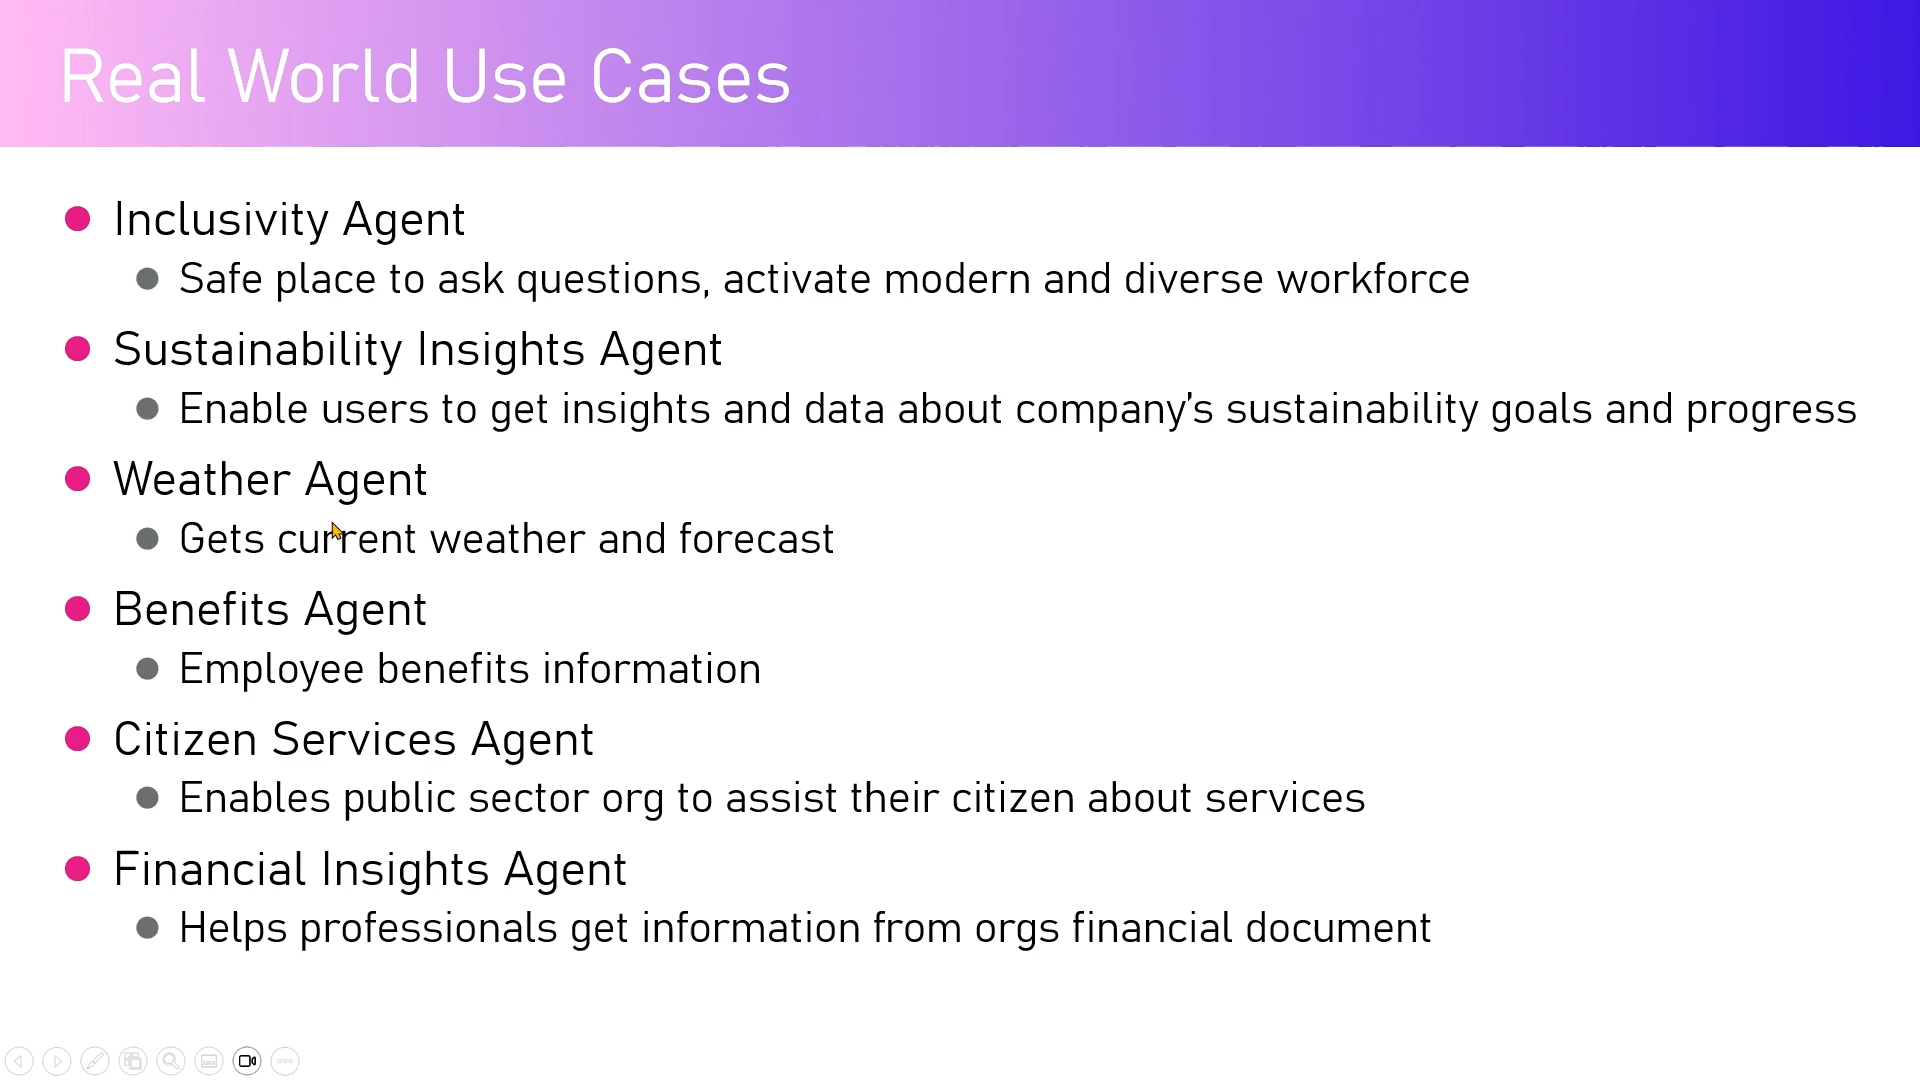 Real World Use Cases
Inclusivity Agent
Safe place to ask questions, activate modern and diverse workforce
Sustainability Insights Agent
Enable users to get insights and data about company’s sustainability goals and progress
Weather Agent
Gets current weather and forecast
Benefits Agent
Employee benefits information
Citizen Services Agent
Enables public sector org to assist their citizen about services
Financial Insights Agent
Helps professionals get information from orgs financial document